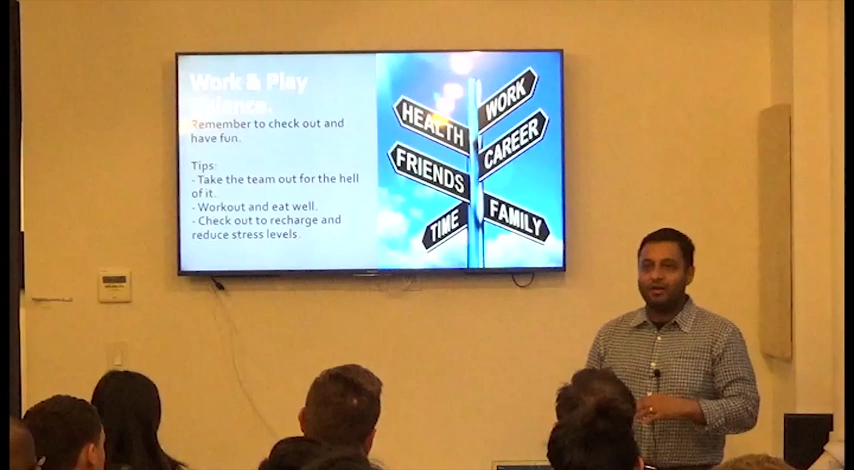 Work & Play
Balance.
Remember to check out and
have fun.
Tips:
- Take the team out for the hell
of it.
- Workout and eat well.
- Check out to recharge and
reduce stress levels.
HEALTH
WORK
FRIENDS
CAREER
TIME
FAMILY